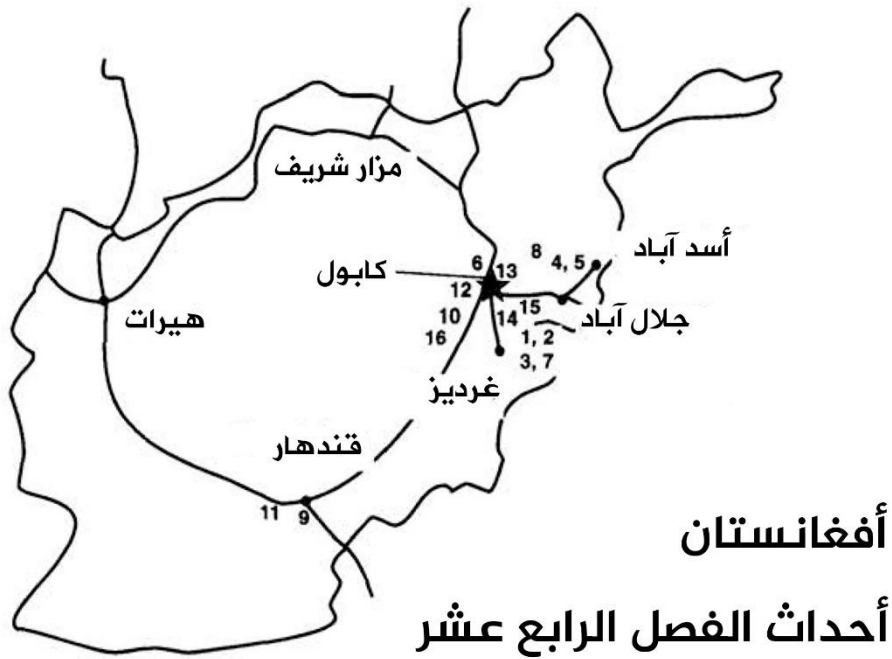 مزار شريف
أسد آباد
8
4, 5
6
13
كابول
12
15
جلال آباد
هيرات
10
14
16
1, 2
3, 7
غرديز
قندهار
11
9
أفغانستان
أحداث الفصل الرابع عشر